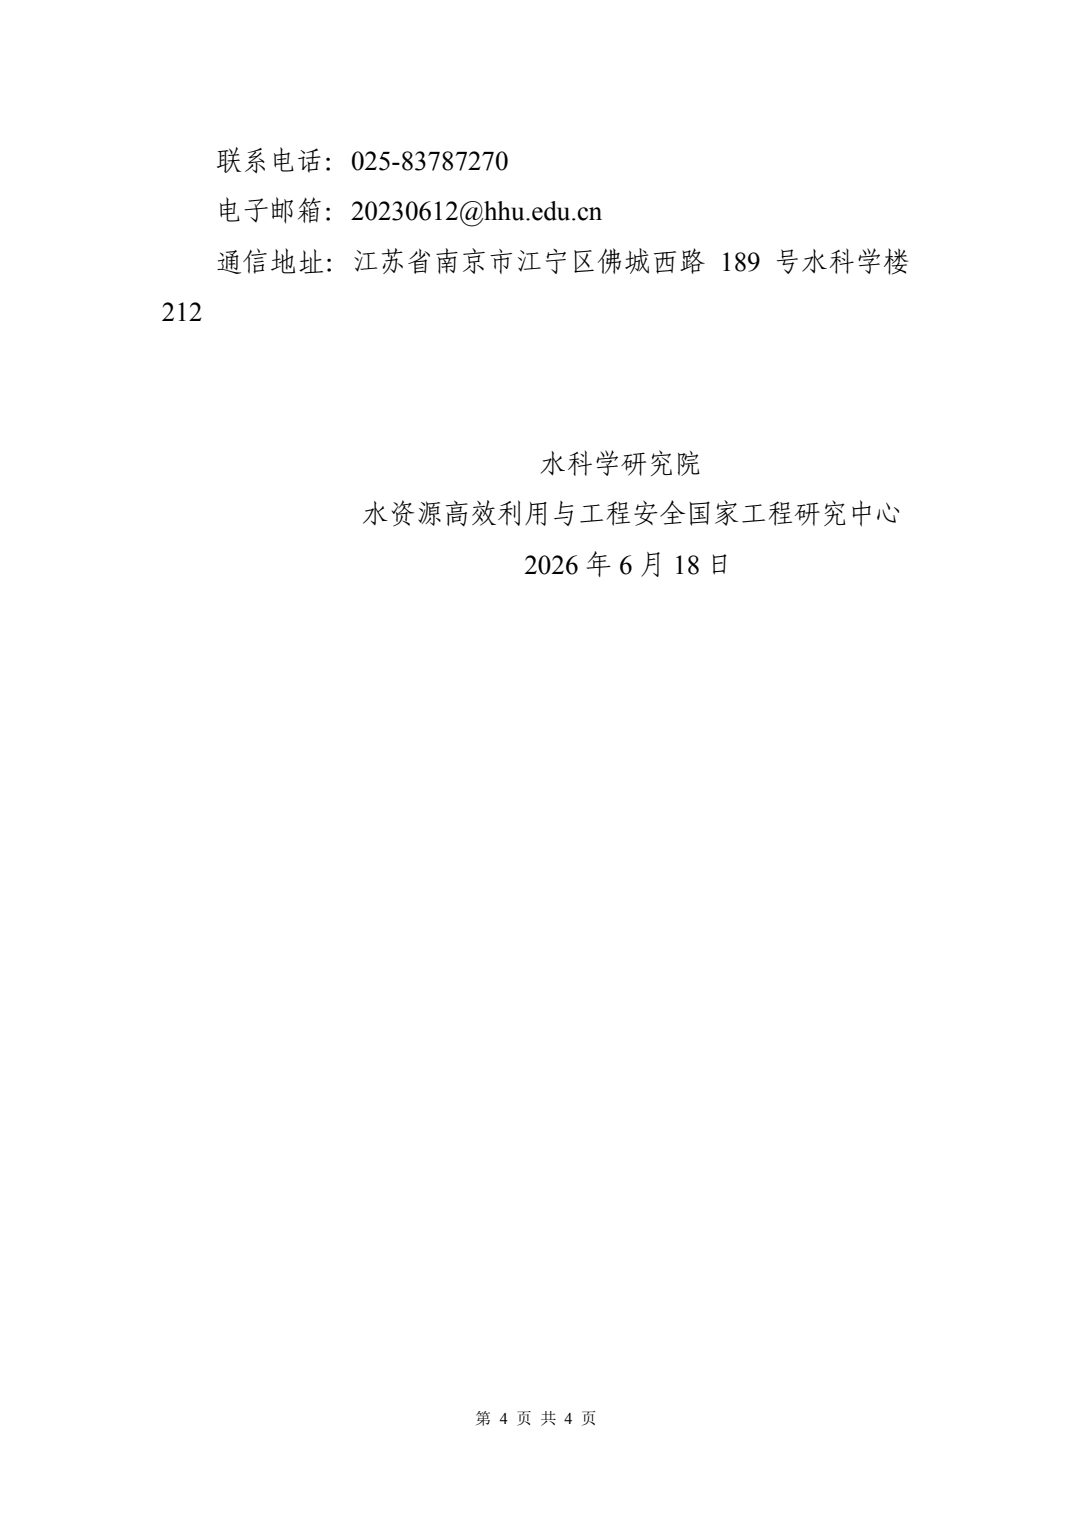 联系电话：025-83787270
电子邮箱：20230612@hhu.edu.cn
通信地址：江苏省南京市江宁区佛城西路 189 号水科学楼
212
水科学研究院
水资源高效利用与工程安全国家工程研究中心
2026 年 6 月 18 日
第 4 页 共 4 页